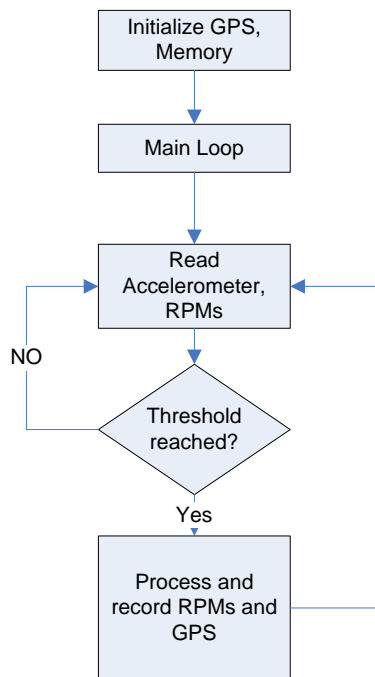 Initialize GPS,
Memory
Main Loop
Read
Accelerometer,
RPMs
NO
Threshold
reached?
Yes
Process and
record RPMs and
GPS